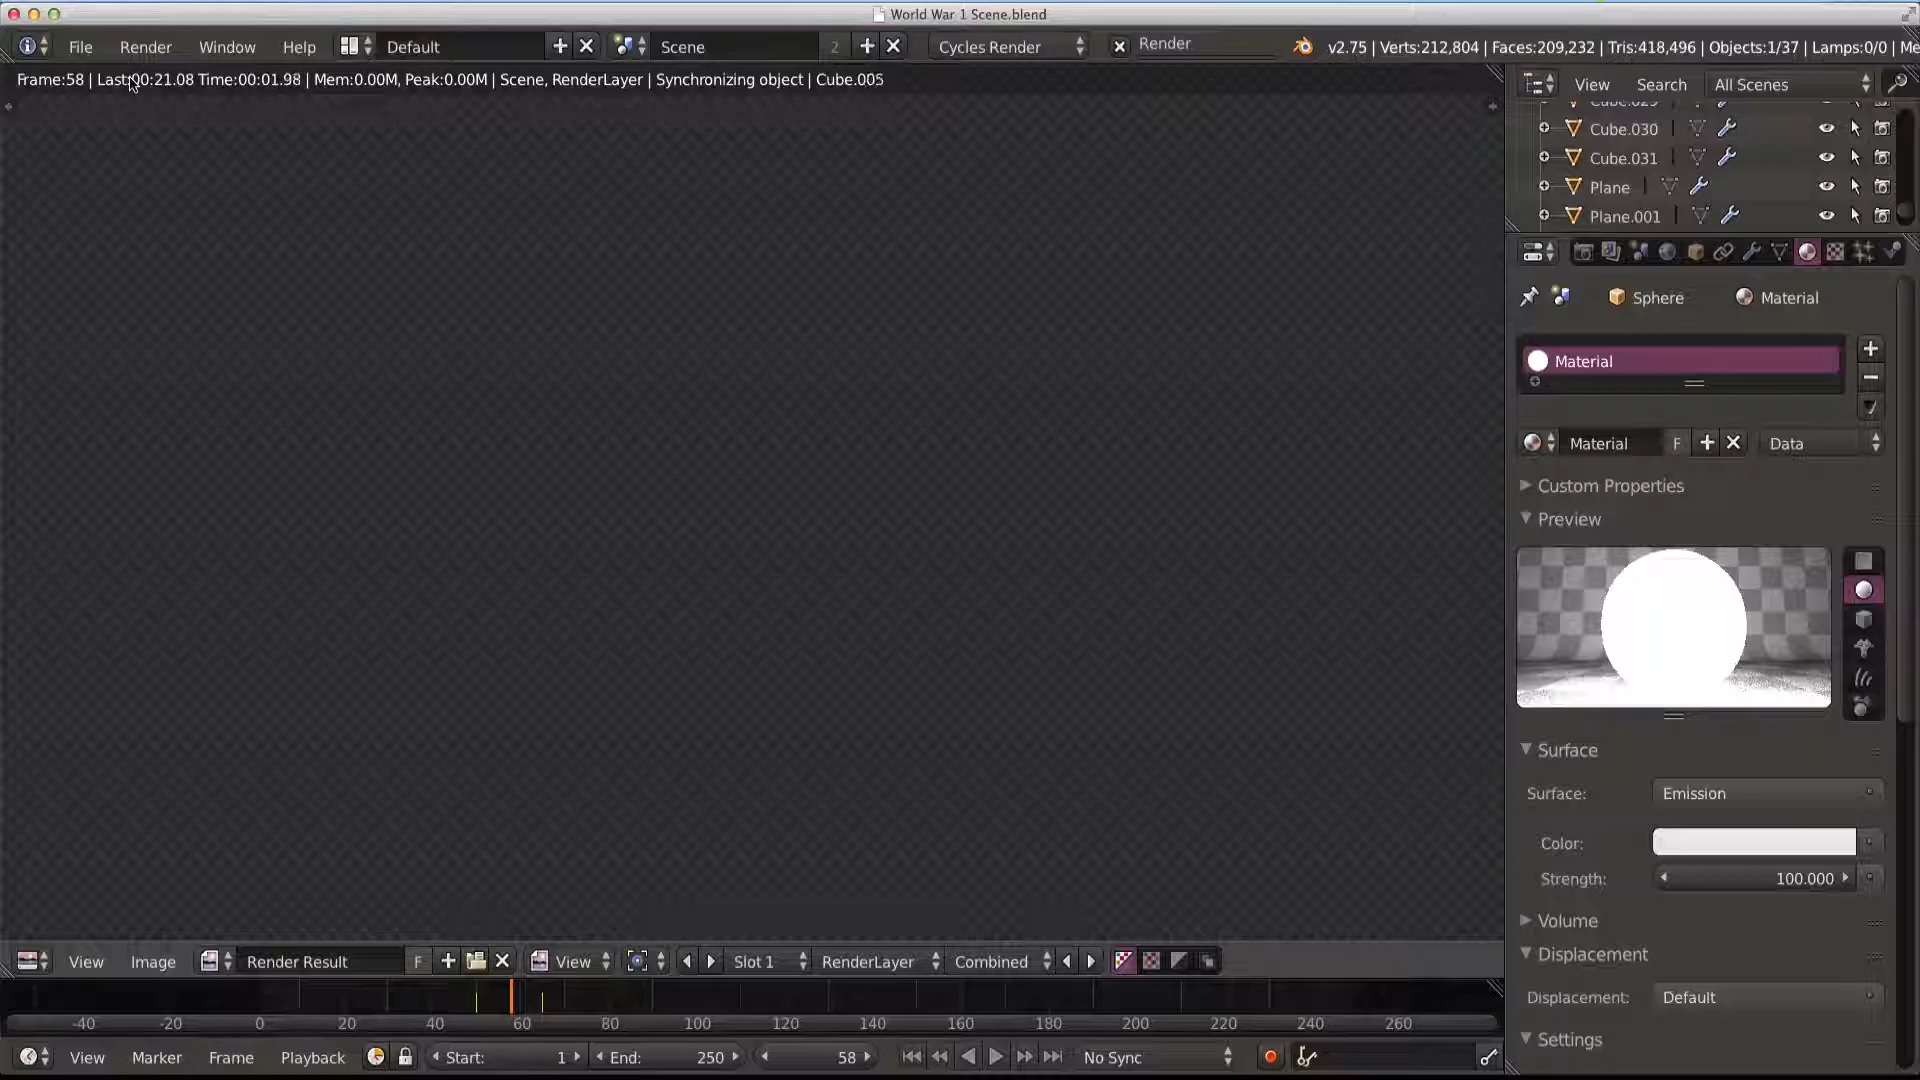 World War 1 Scene.blend
File Render Window Help Default Scene 2 Cycles Render Render v2.75 | Verts:212,804 | Faces:209,232 | Tris:418,496 | Objects:1/37 | Lamps:0/0 | Me
Frame:58 | Last:00:21.08 Time:00:01.98 | Mem:0.00M, Peak:0.00M | Scene, RenderLayer | Synchronizing object | Cube.005
View Search All Scenes
Cube.029
Cube.030
Cube.031
Plane
Plane.001
Sphere Material
Material
Material F Data
Custom Properties
Preview
Surface
Surface: Emission
Color:
Strength: 100.000
Volume
Displacement
Displacement: Default
Settings
View Image Render Result F View Slot 1 RenderLayer Combined
-40 -20 0 20 40 60 80 100 120 140 160 180 200 220 240 260
View Marker Frame Playback Start: 1 End: 250 58 No Sync